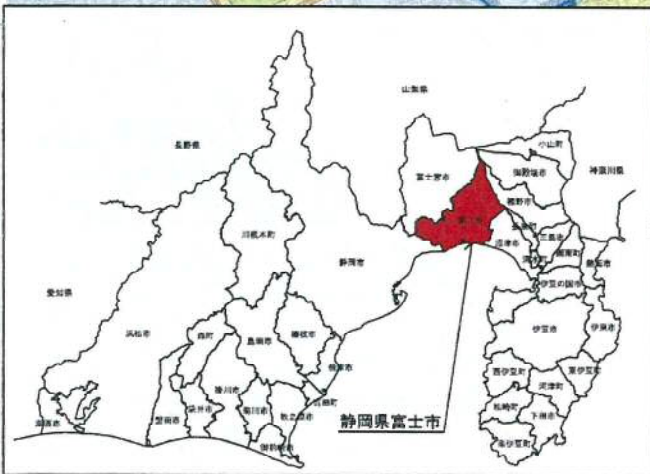 山梨県
小山町
長野県
神奈川県
富士宮市
御殿場市
裾野市
川根本町
静岡市
沼津市
三島市
函南町
熱海市
清水町
伊豆の国市
愛知県
浜松市
森町
島田市
藤枝市
伊豆市
伊東市
焼津市
西伊豆町
東伊豆町
河津町
掛川市
吉田町
松崎町
下田市
湖西市
磐田市
袋井市
菊川市
牧之原市
静岡県富士市
御前崎市
南伊豆町